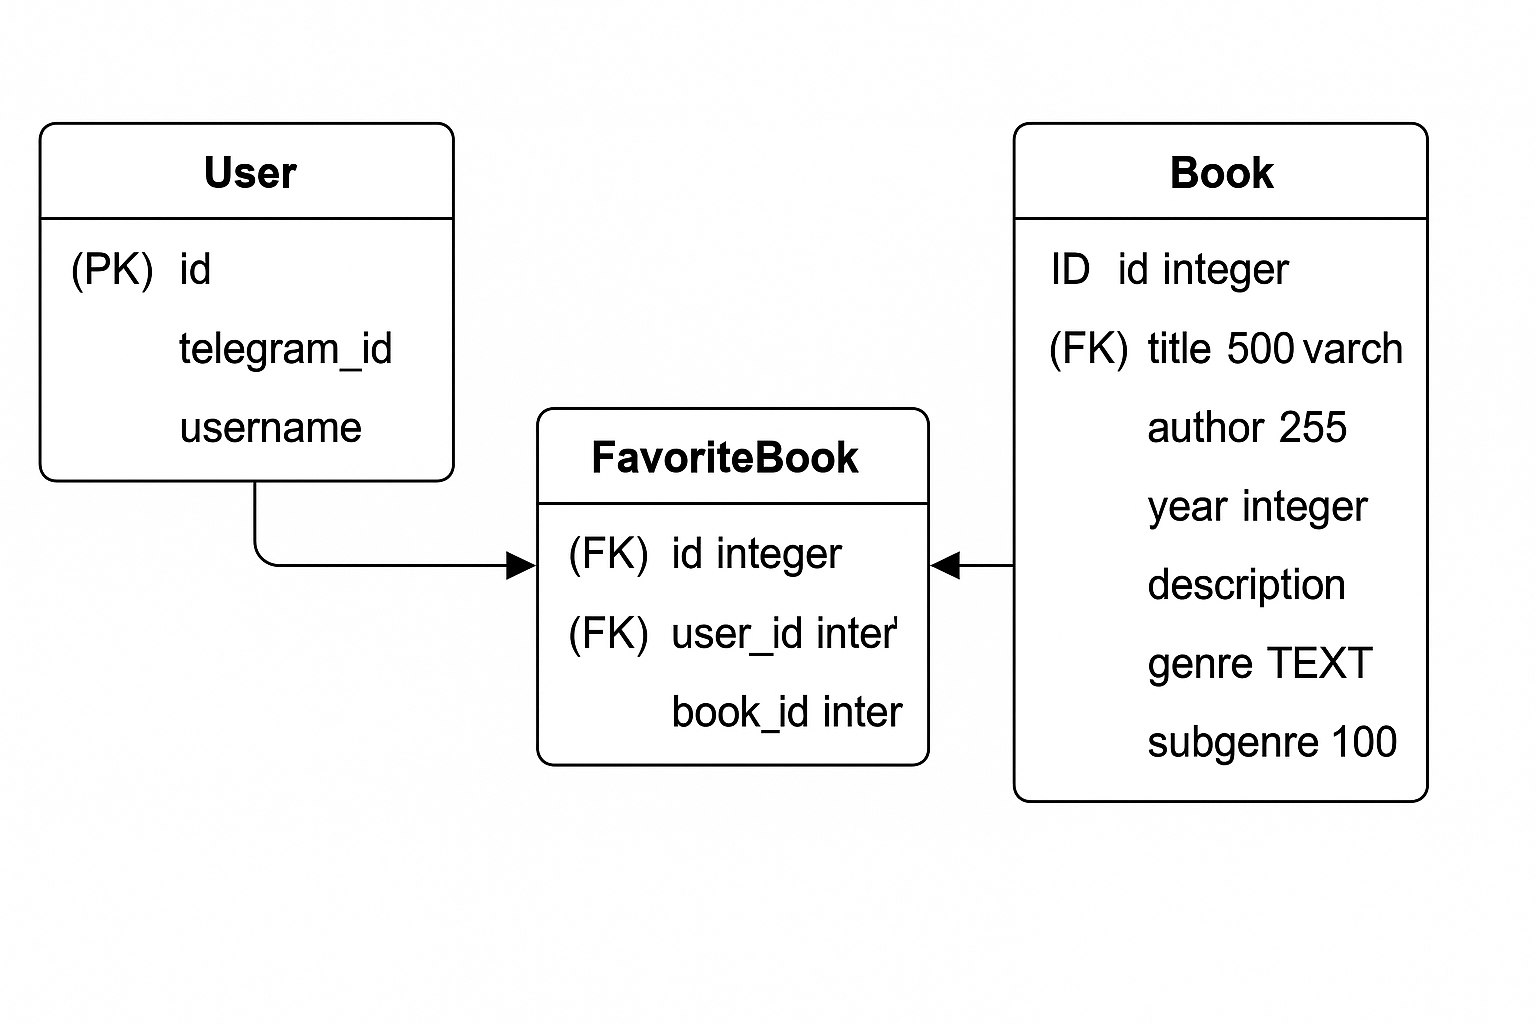 User
(PK) id
telegram_id
username
FavoriteBook
(FK) id integer
(FK) user_id inter'
book_id inter
Book
ID id integer
(FK) title 500 varch
author 255
year integer
description
genre TEXT
subgenre 100